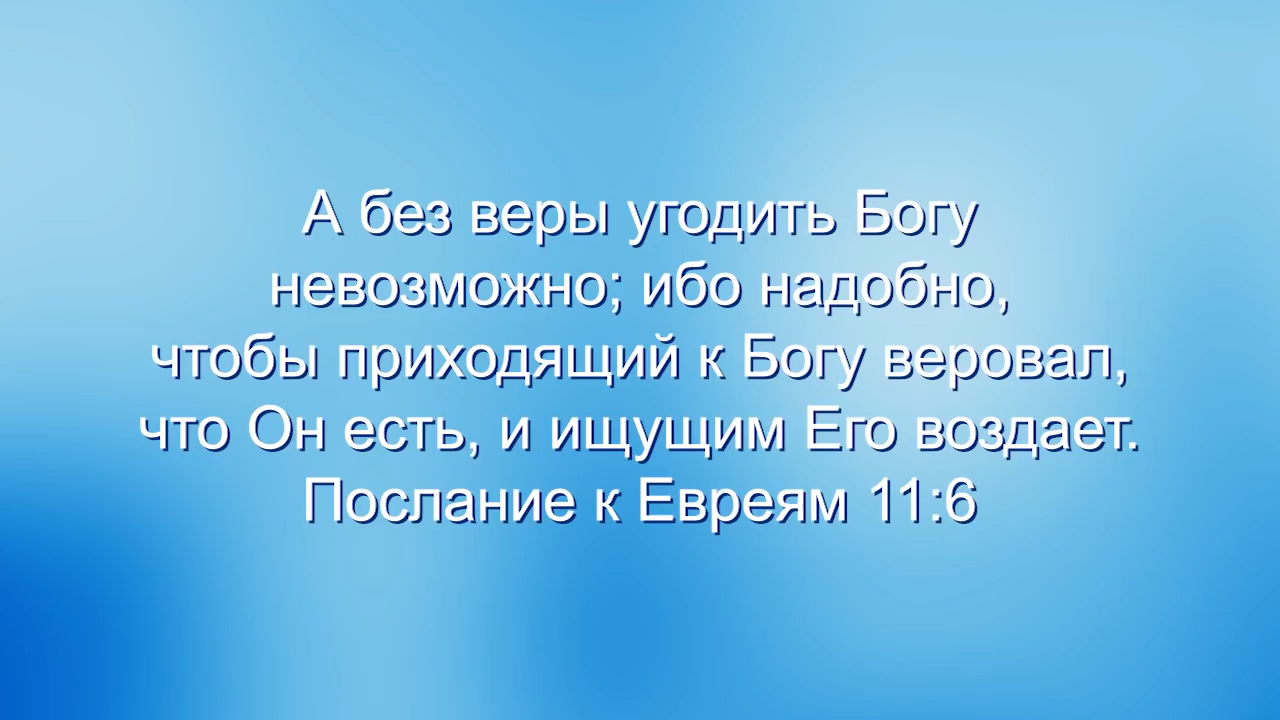 А без веры угодить Богу
невозможно; ибо надобно,
чтобы приходящий к Богу веровал,
что Он есть, и ищущим Его воздает.
Послание к Евреям 11:6